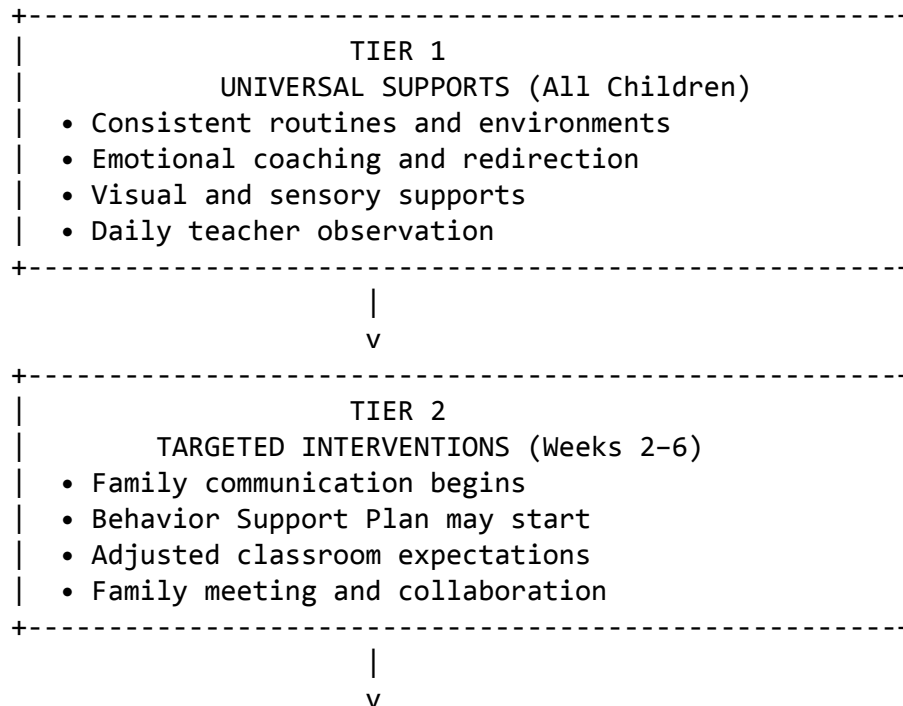 TIER 1
UNIVERSAL SUPPORTS (All Children)
• Consistent routines and environments
• Emotional coaching and redirection
• Visual and sensory supports
• Daily teacher observation
TIER 2
TARGETED INTERVENTIONS (Weeks 2–6)
• Family communication begins
• Behavior Support Plan may start
• Adjusted classroom expectations
• Family meeting and collaboration